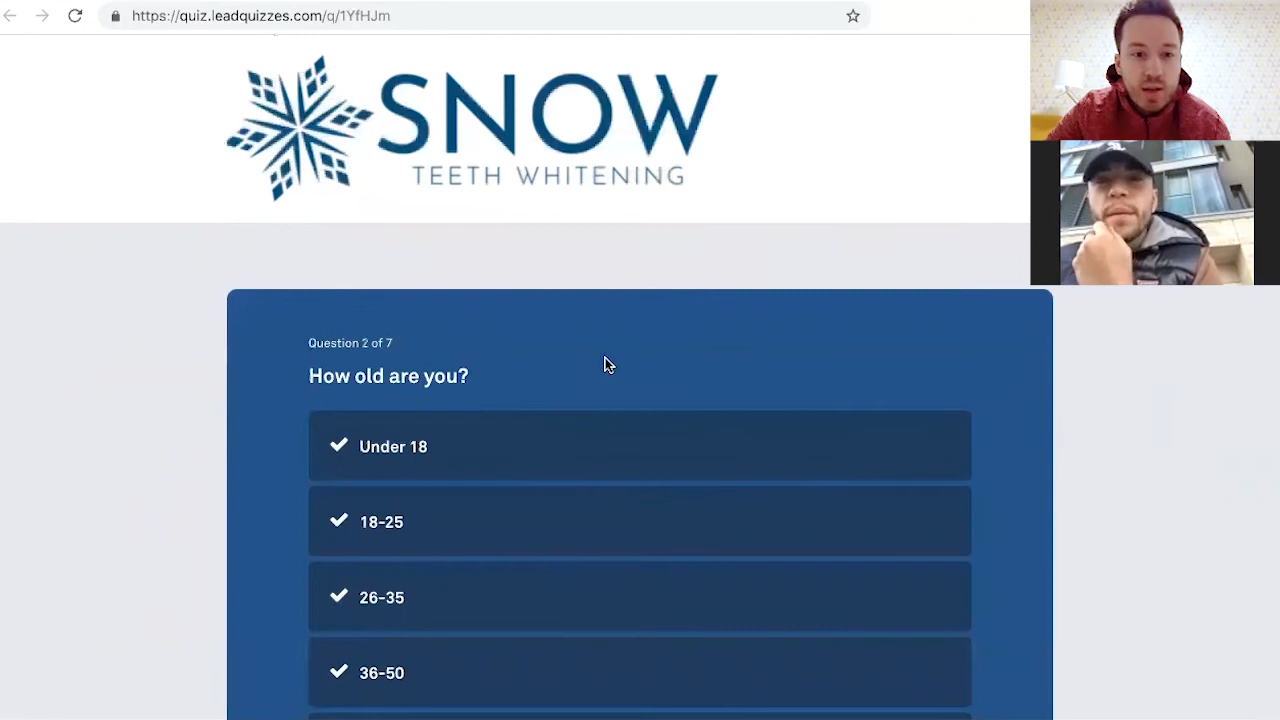 https://quiz.leadquizzes.com/q/1YfHJm
SNOW
TEETH WHITENING
Question 2 of 7
How old are you?
Under 18
18-25
26-35
36-50